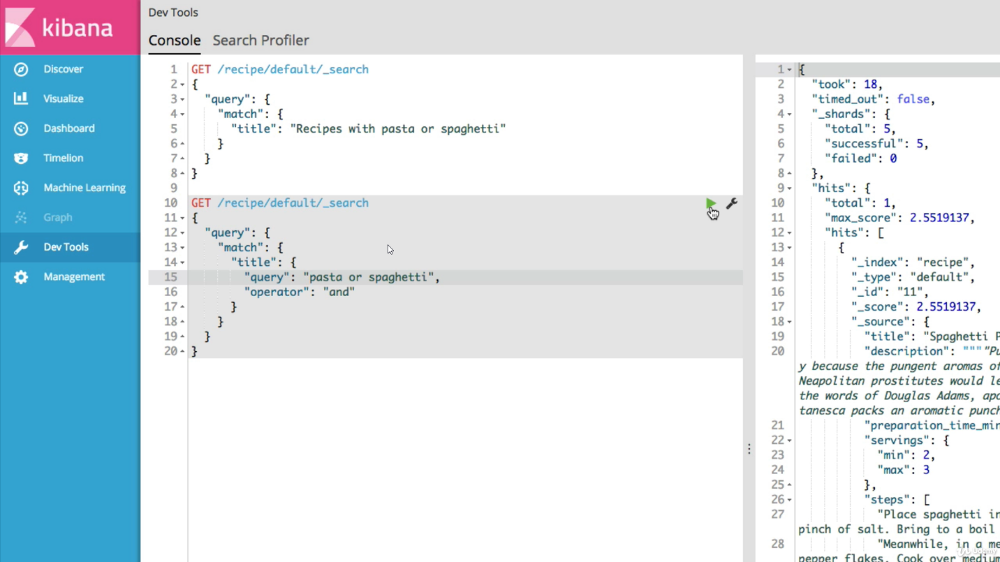 kibana
Discover
Visualize
Dashboard
Timelion
Machine Learning
Graph
Dev Tools
Management
Dev Tools
Console Search Profiler
1 GET /recipe/default/_search
2 {
3 "query": {
4 "match": {
5 "title": "Recipes with pasta or spaghetti"
6 }
7 }
8 }
9
10 GET /recipe/default/_search
11 {
12 "query": {
13 "match": {
14 "title": {
15 "query": "pasta or spaghetti",
16 "operator": "and"
17 }
18 }
19 }
20 }
1 {
2 "took": 18,
3 "timed_out": false,
4 "_shards": {
5 "total": 5,
6 "successful": 5,
7 "failed": 0
8 },
9 "hits": {
10 "total": 1,
11 "max_score": 2.5519137,
12 "hits": [
13 {
14 "_index": "recipe",
15 "_type": "default",
16 "_id": "11",
17 "_score": 2.5519137,
18 "_source": {
19 "title": "Spaghetti P
20 "description": """"Pu
y because the pungent aromas of
Neapolitan prostitutes would le
the words of Douglas Adams, apo
tanesca packs an aromatic punch
21 "preparation_time_min
22 "servings": {
23 "min": 2,
24 "max": 3
25 },
26 "steps": [
27 "Place spaghetti in
pinch of salt. Bring to a boil
28 "Meanwhile, in a me
pepper flakes. Cook over medium
Udemy